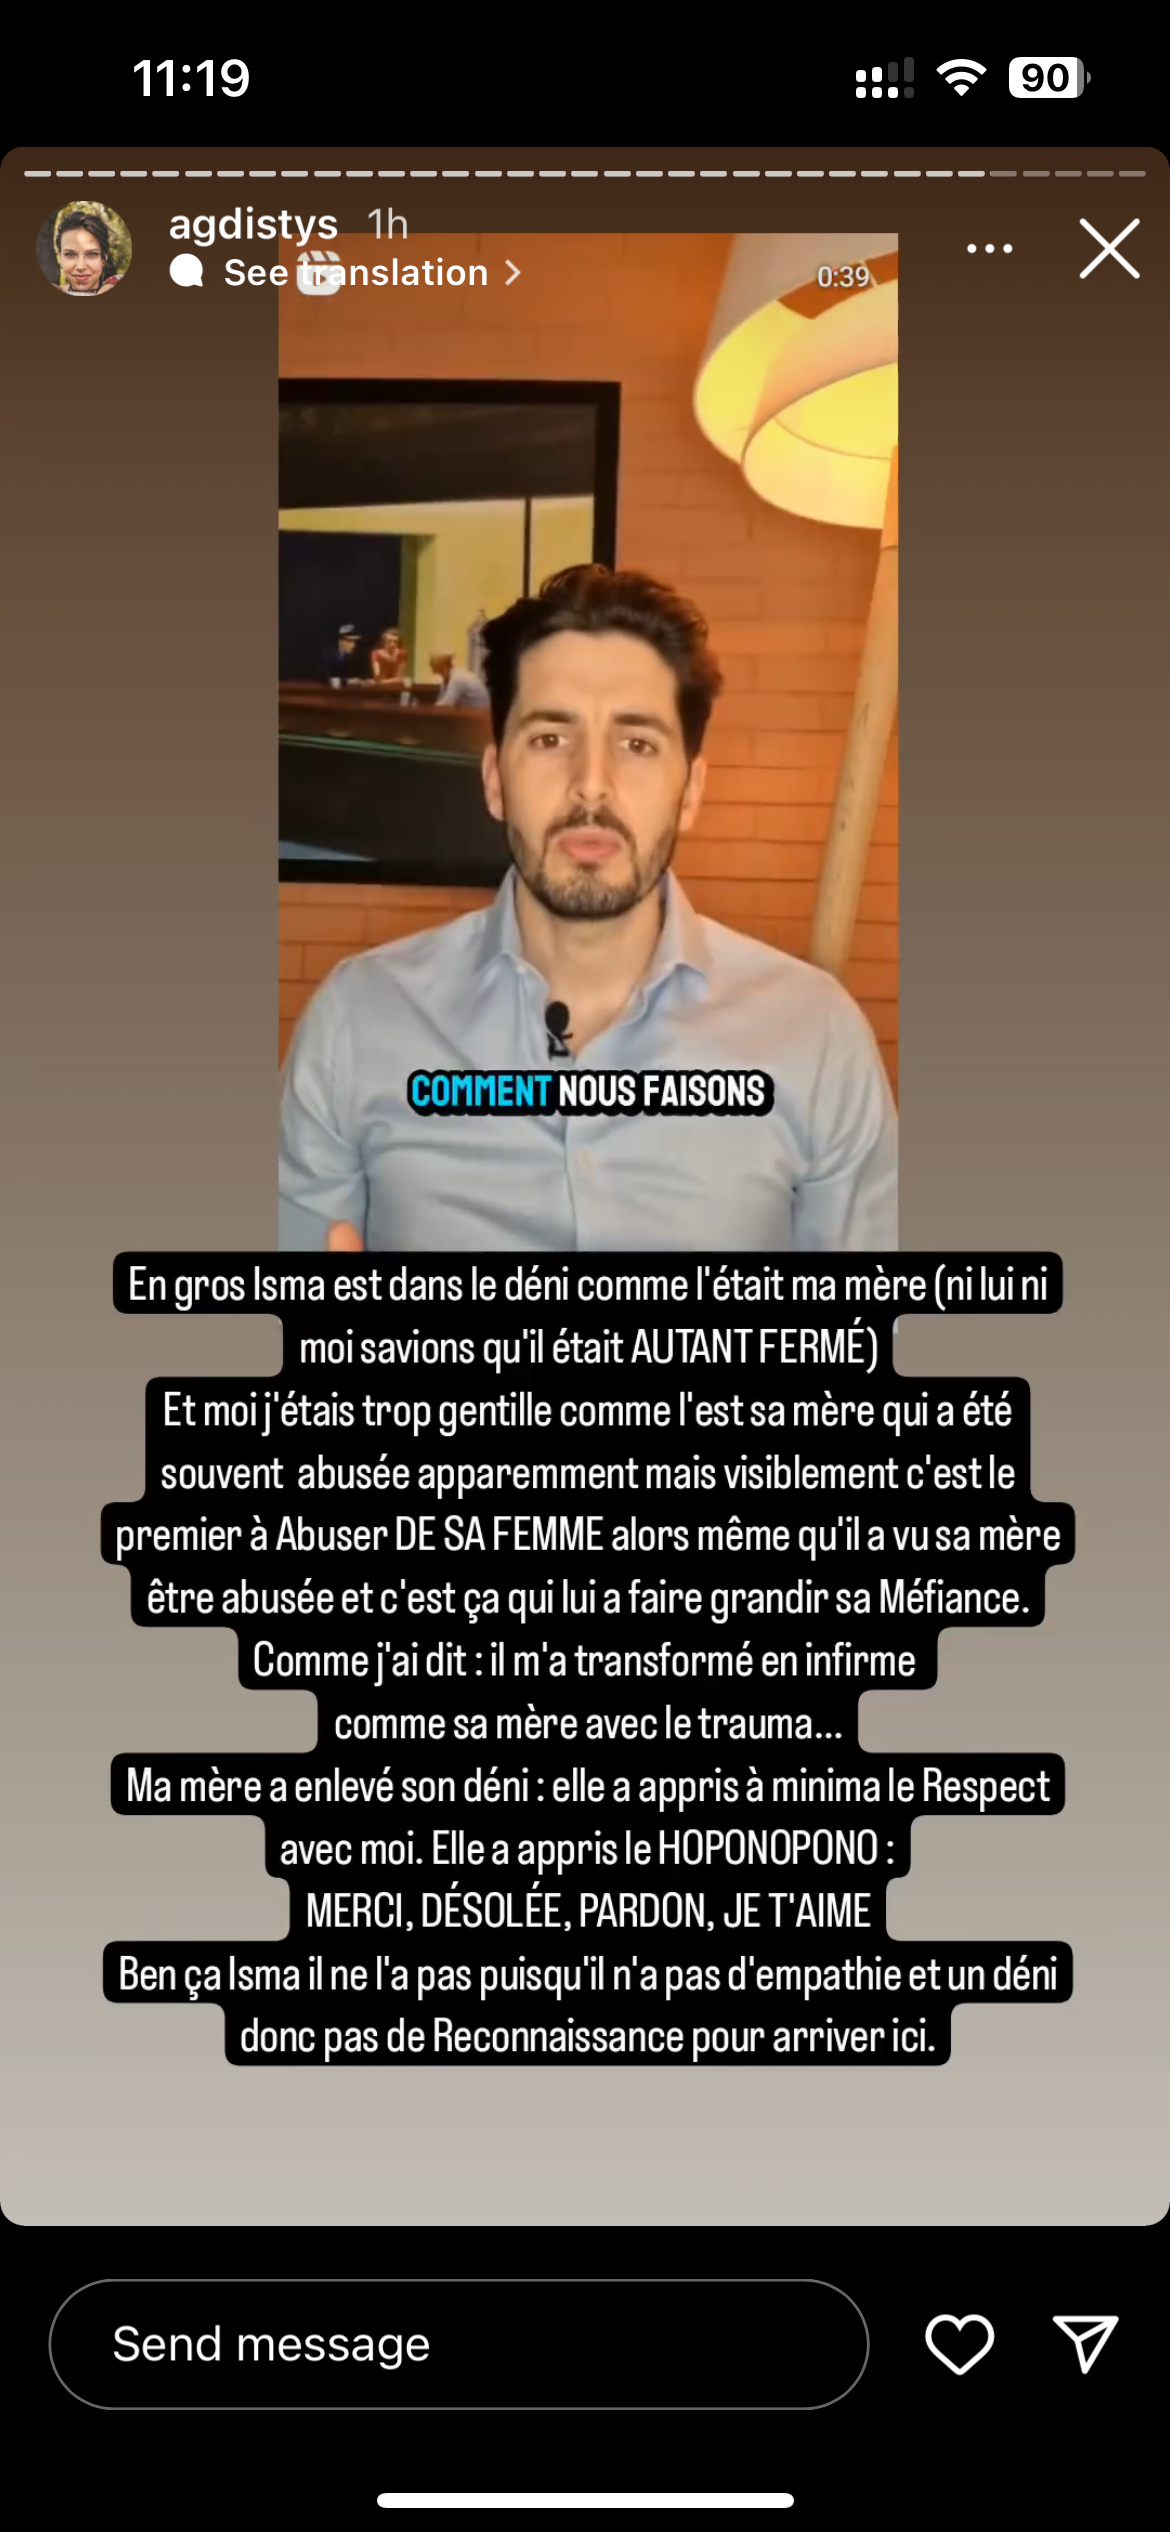 11:19
90
agdistys 1h
See translation
0:39
COMMENT NOUS FAISONS
En gros Isma est dans le déni comme l'était ma mère (ni lui ni
moi savions qu'il était AUTANT FERMÉ)
Et moi j'étais trop gentille comme l'est sa mère qui a été
souvent abusée apparemment mais visiblement c'est le
premier à Abuser DE SA FEMME alors même qu'il a vu sa mère
être abusée et c'est ça qui lui a faire grandir sa Méfiance.
Comme j'ai dit : il m'a transformé en infirme
comme sa mère avec le trauma...
Ma mère a enlevé son déni : elle a appris à minima le Respect
avec moi. Elle a appris le HOPONOPONO :
MERCI, DÉSOLÉE, PARDON, JE T'AIME
Ben ça Isma il ne l'a pas puisqu'il n'a pas d'empathie et un déni
donc pas de Reconnaissance pour arriver ici.
Send message